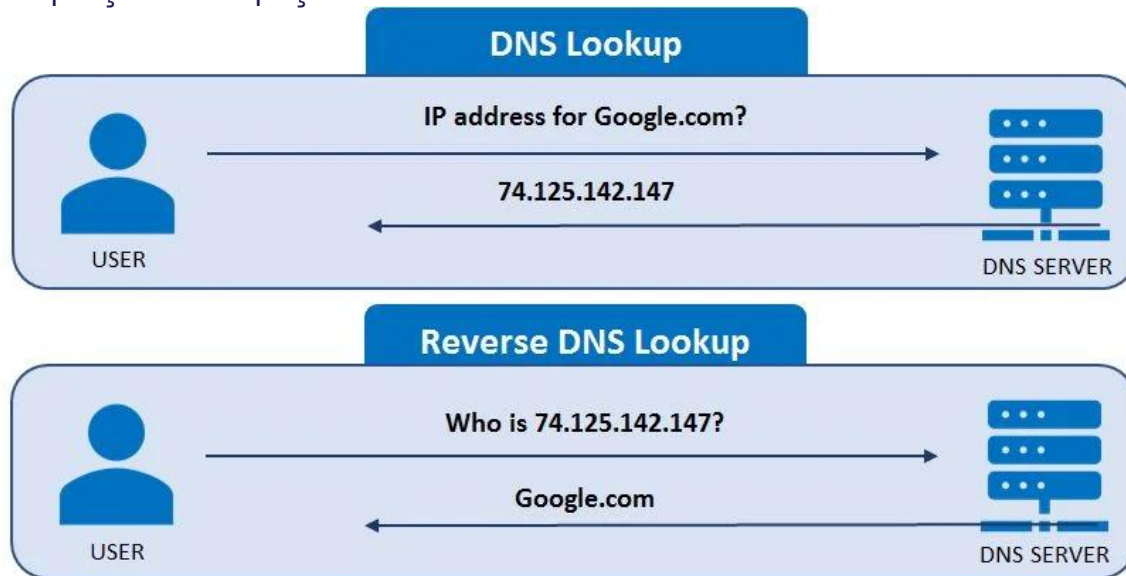 DNS Lookup
IP address for Google.com?
74.125.142.147
USER
DNS SERVER
Reverse DNS Lookup
Who is 74.125.142.147?
Google.com
USER
DNS SERVER